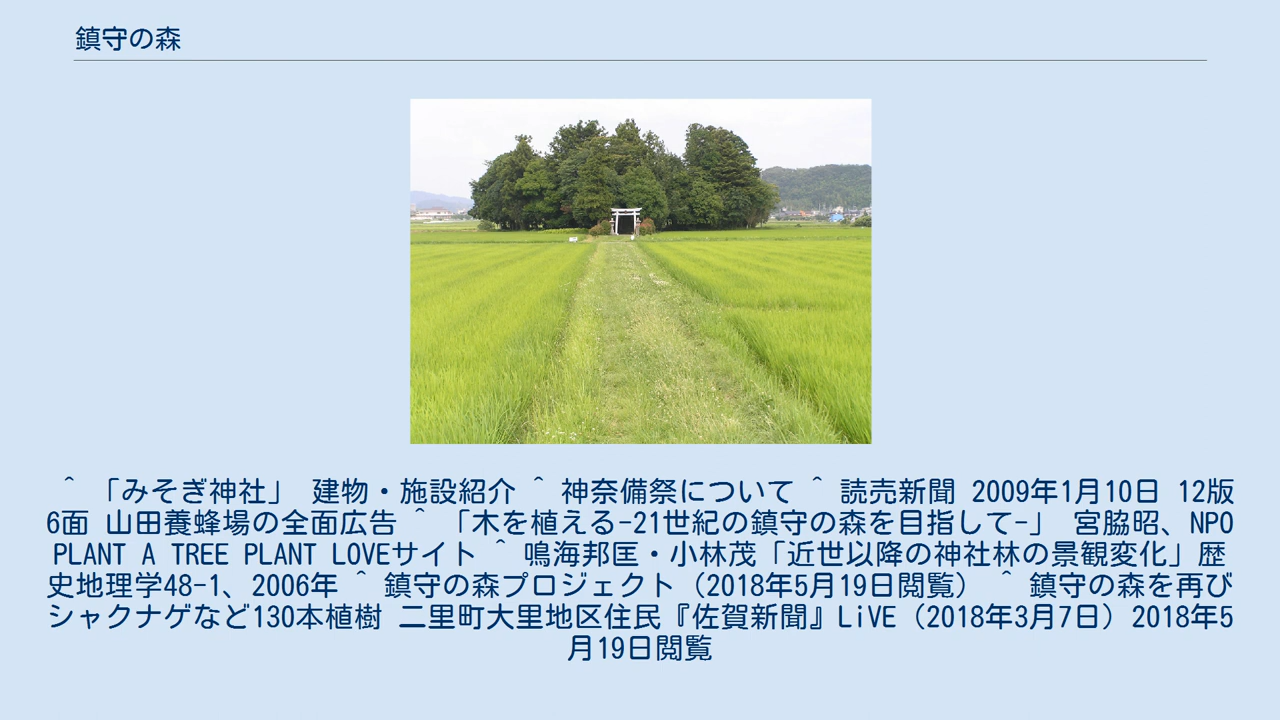 鎮守の森
^ 「みそぎ神社」 建物・施設紹介 ^ 神奈備祭について ^ 読売新聞 2009年1月10日 12版
6面 山田養蜂場の全面広告 ^ 「木を植える-21世紀の鎮守の森を目指して-」 宮脇昭、NPO
PLANT A TREE PLANT LOVEサイト ^ 鳴海邦匡・小林茂「近世以降の神社林の景観変化」歴
史地理学48-1、2006年 ^ 鎮守の森プロジェクト（2018年5月19日閲覧） ^ 鎮守の森を再び
シャクナゲなど130本植樹 二里町大里地区住民『佐賀新聞』LiVE（2018年3月7日）2018年5
月19日閲覧